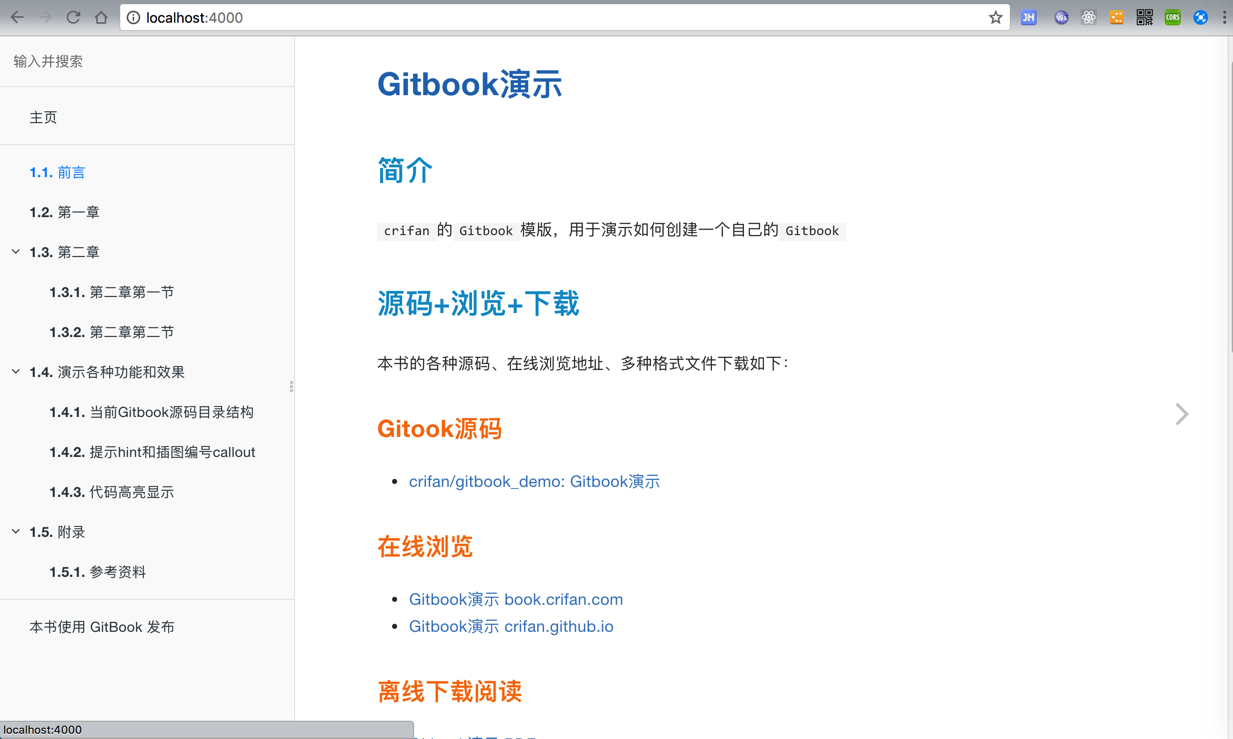 localhost:4000
JH
Ws
CORS
输入并搜索
主页
1.1. 前言
1.2. 第一章
1.3. 第二章
1.3.1. 第二章第一节
1.3.2. 第二章第二节
1.4. 演示各种功能和效果
1.4.1. 当前Gitbook源码目录结构
1.4.2. 提示hint和插图编号callout
1.4.3. 代码高亮显示
1.5. 附录
1.5.1. 参考资料
本书使用 GitBook 发布
Gitbook演示
简介
crifan 的 Gitbook 模版，用于演示如何创建一个自己的 Gitbook
源码+浏览+下载
本书的各种源码、在线浏览地址、多种格式文件下载如下：
Gitook源码
crifan/gitbook_demo: Gitbook演示
在线浏览
Gitbook演示 book.crifan.com
Gitbook演示 crifan.github.io
离线下载阅读
localhost:4000